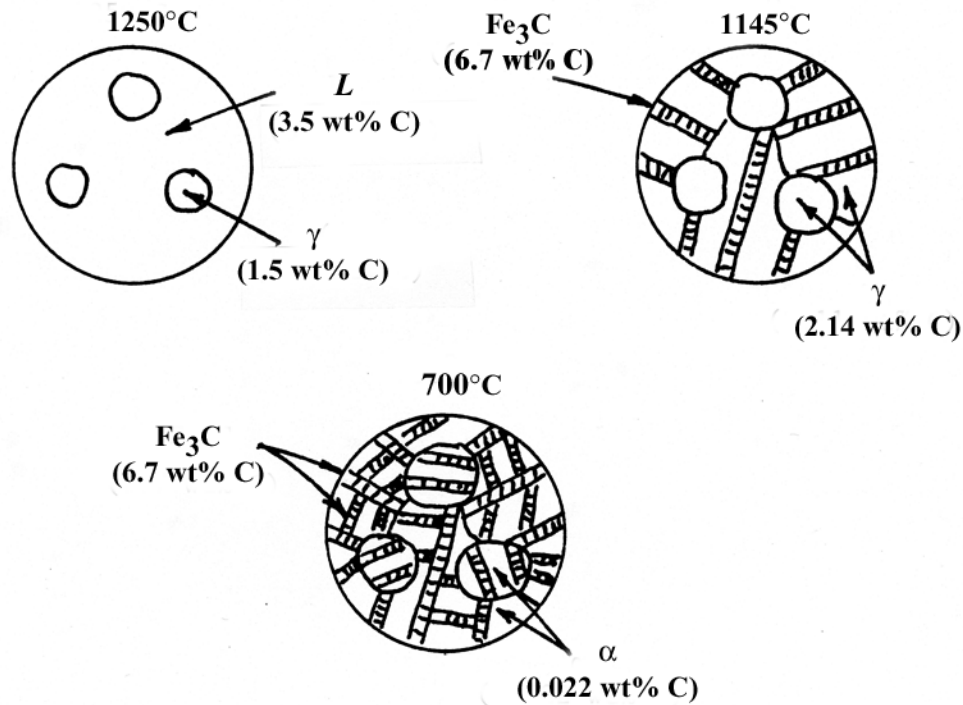 1250°C
L
(3.5 wt% C)
γ
(1.5 wt% C)
1145°C
Fe₃C
(6.7 wt% C)
γ
(2.14 wt% C)
700°C
Fe₃C
(6.7 wt% C)
α
(0.022 wt% C)